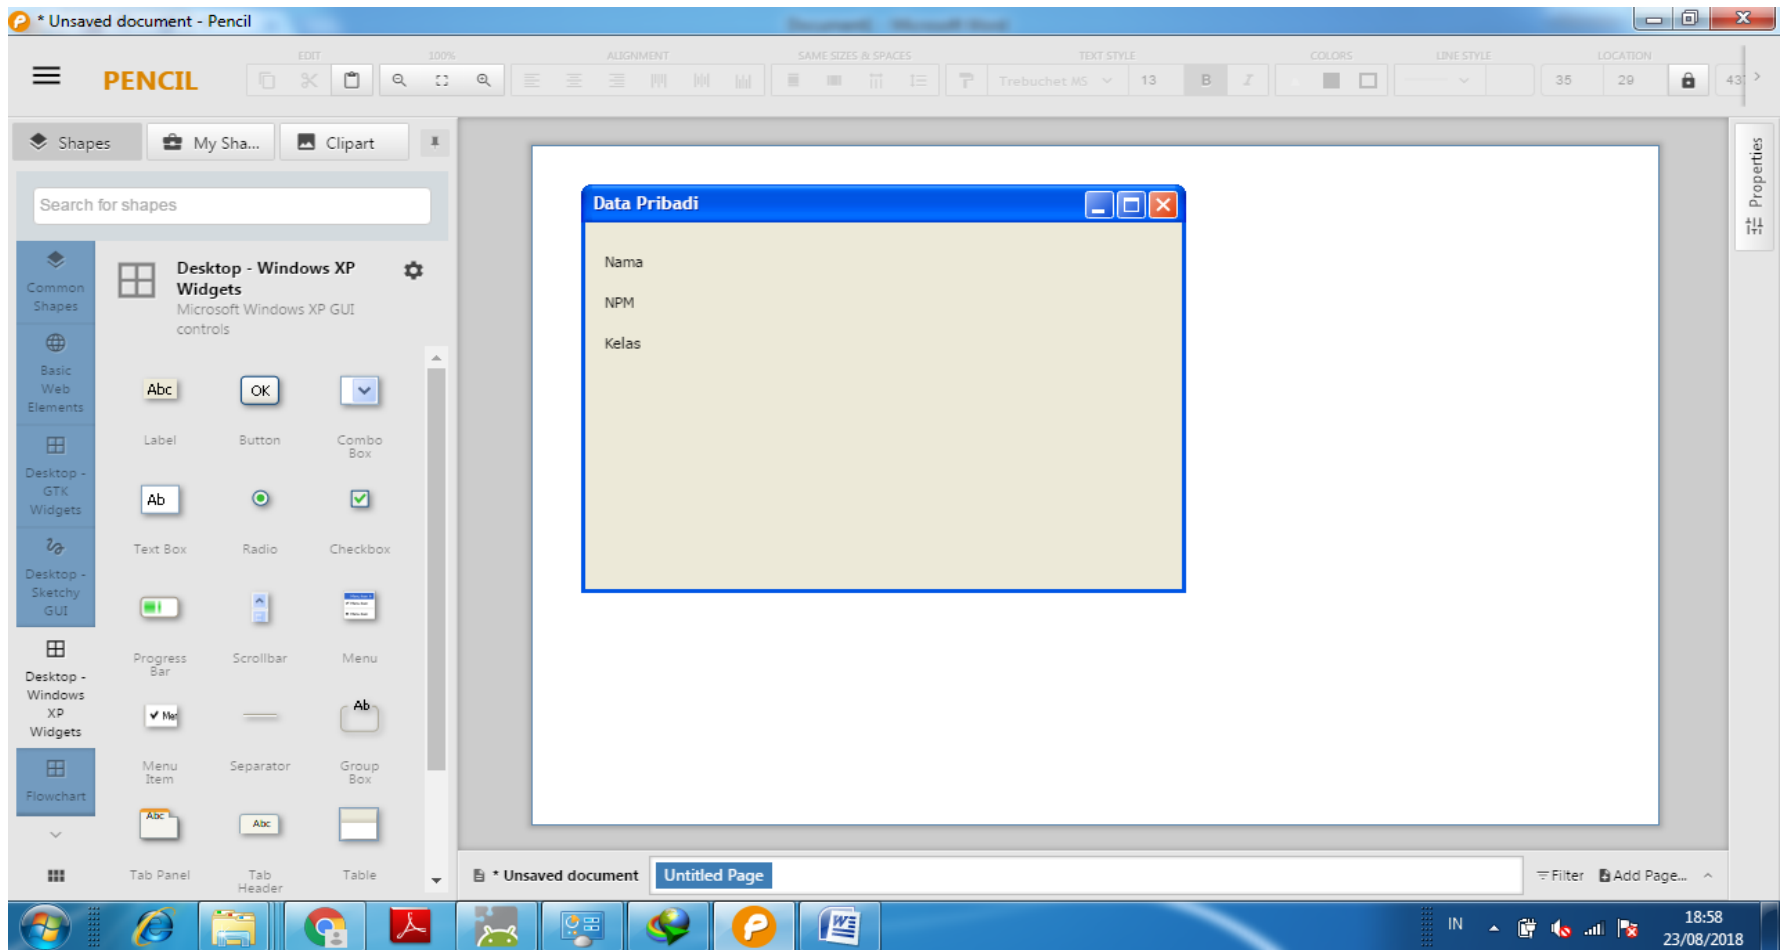 * Unsaved document - Pencil
EDIT
100%
ALIGNMENT
SAME SIZES & SPACES
TEXT STYLE
COLORS
LINE STYLE
LOCATION
PENCIL
Trebuchet MS
13
B
I
35
29
Shapes
My Sha...
Clipart
Properties
Search for shapes
Common Shapes
Basic Web Elements
Desktop - GTK Widgets
Desktop - Sketchy GUI
Desktop - Windows XP Widgets
Flowchart
Desktop - Windows XP
Widgets
Microsoft Windows XP GUI
controls
Abc
OK
Label
Button
Combo Box
Ab
Text Box
Radio
Checkbox
Progress Bar
Scrollbar
Menu
Ab
Menu Item
Separator
Group Box
Abc
Abc
Tab Panel
Tab Header
Table
Data Pribadi
Nama
NPM
Kelas
* Unsaved document
Untitled Page
Filter
Add Page...
IN
18:58
23/08/2018